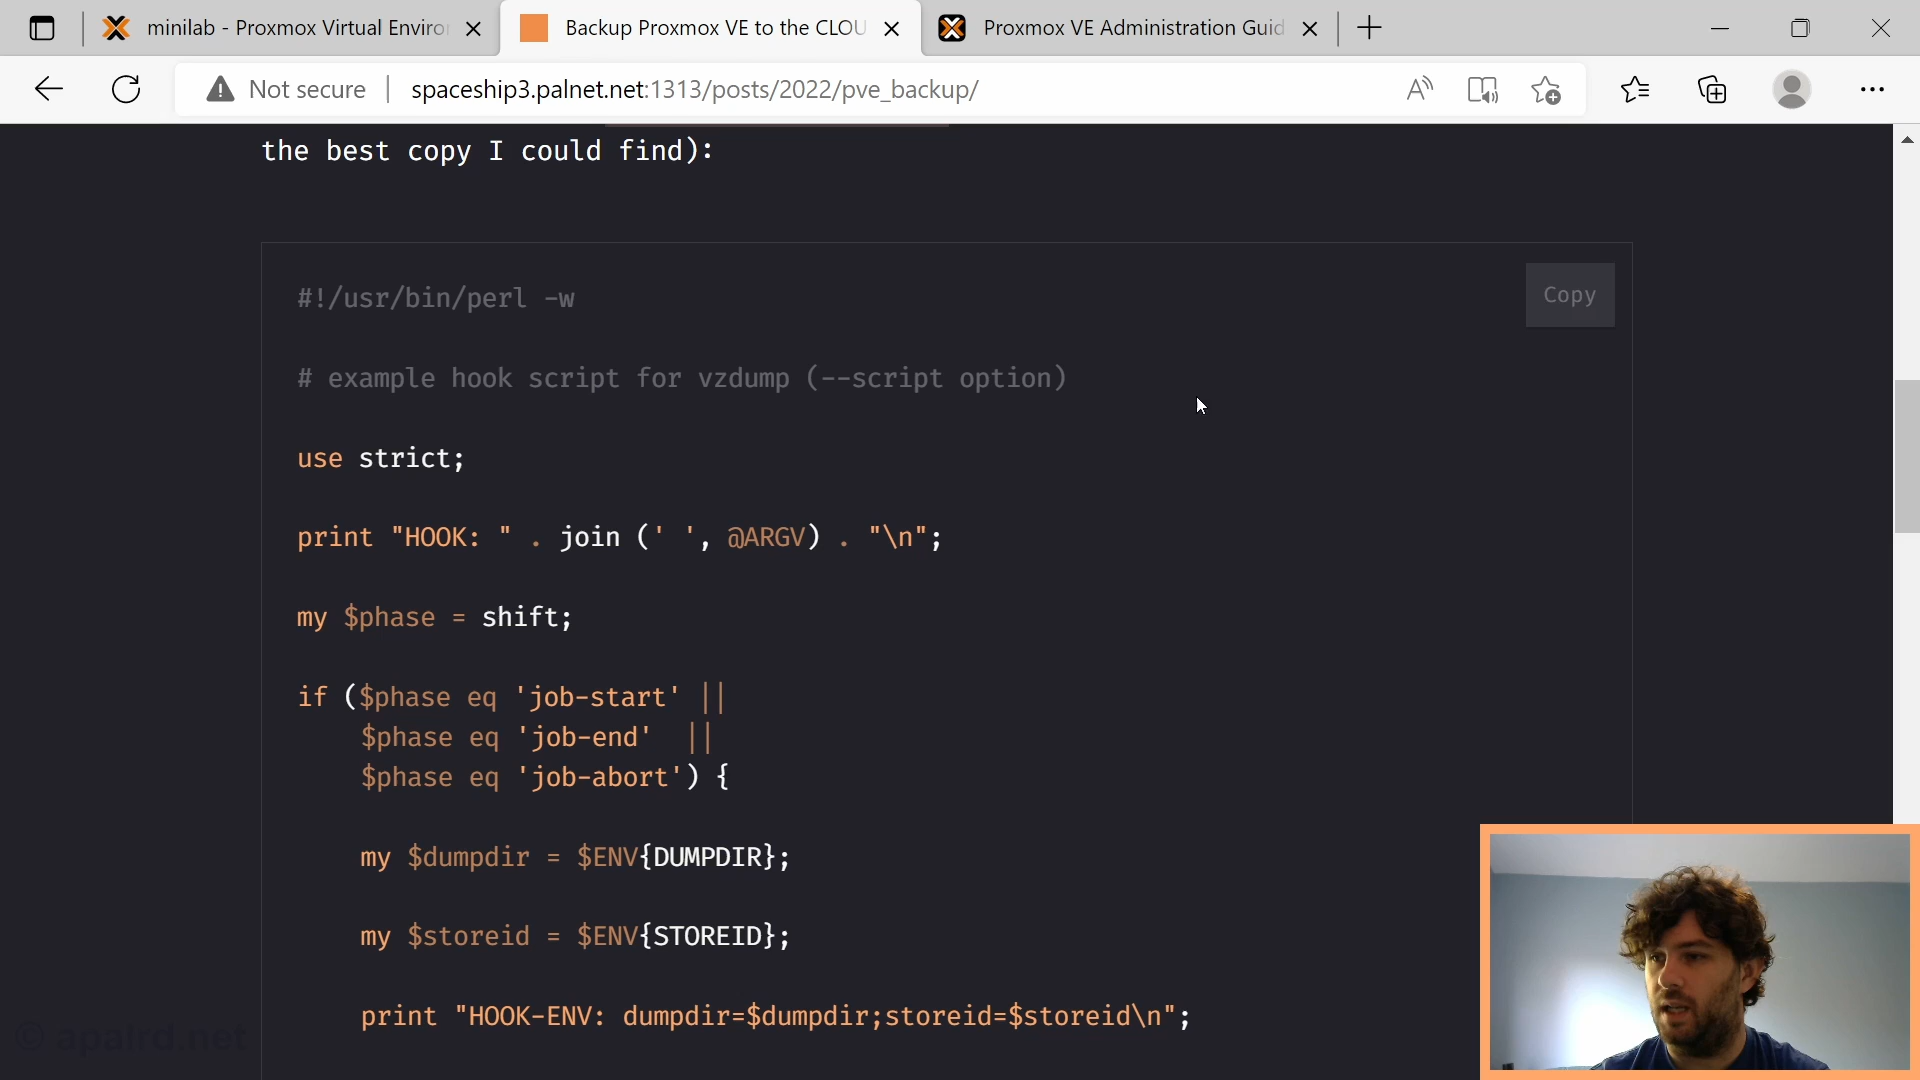 minilab - Proxmox Virtual Enviro
Backup Proxmox VE to the CLOU
Proxmox VE Administration Guid
Not secure
spaceship3.palnet.net:1313/posts/2022/pve_backup/
the best copy I could find):
Copy
#!/usr/bin/perl -w
# example hook script for vzdump (--script option)
use strict;
print "HOOK: " . join (' ', @ARGV) . "\n";
my $phase = shift;
if ($phase eq 'job-start' ||
$phase eq 'job-end'  ||
$phase eq 'job-abort') {
my $dumpdir = $ENV{DUMPDIR};
my $storeid = $ENV{STOREID};
print "HOOK-ENV: dumpdir=$dumpdir;storeid=$storeid\n";
© apalrd.net